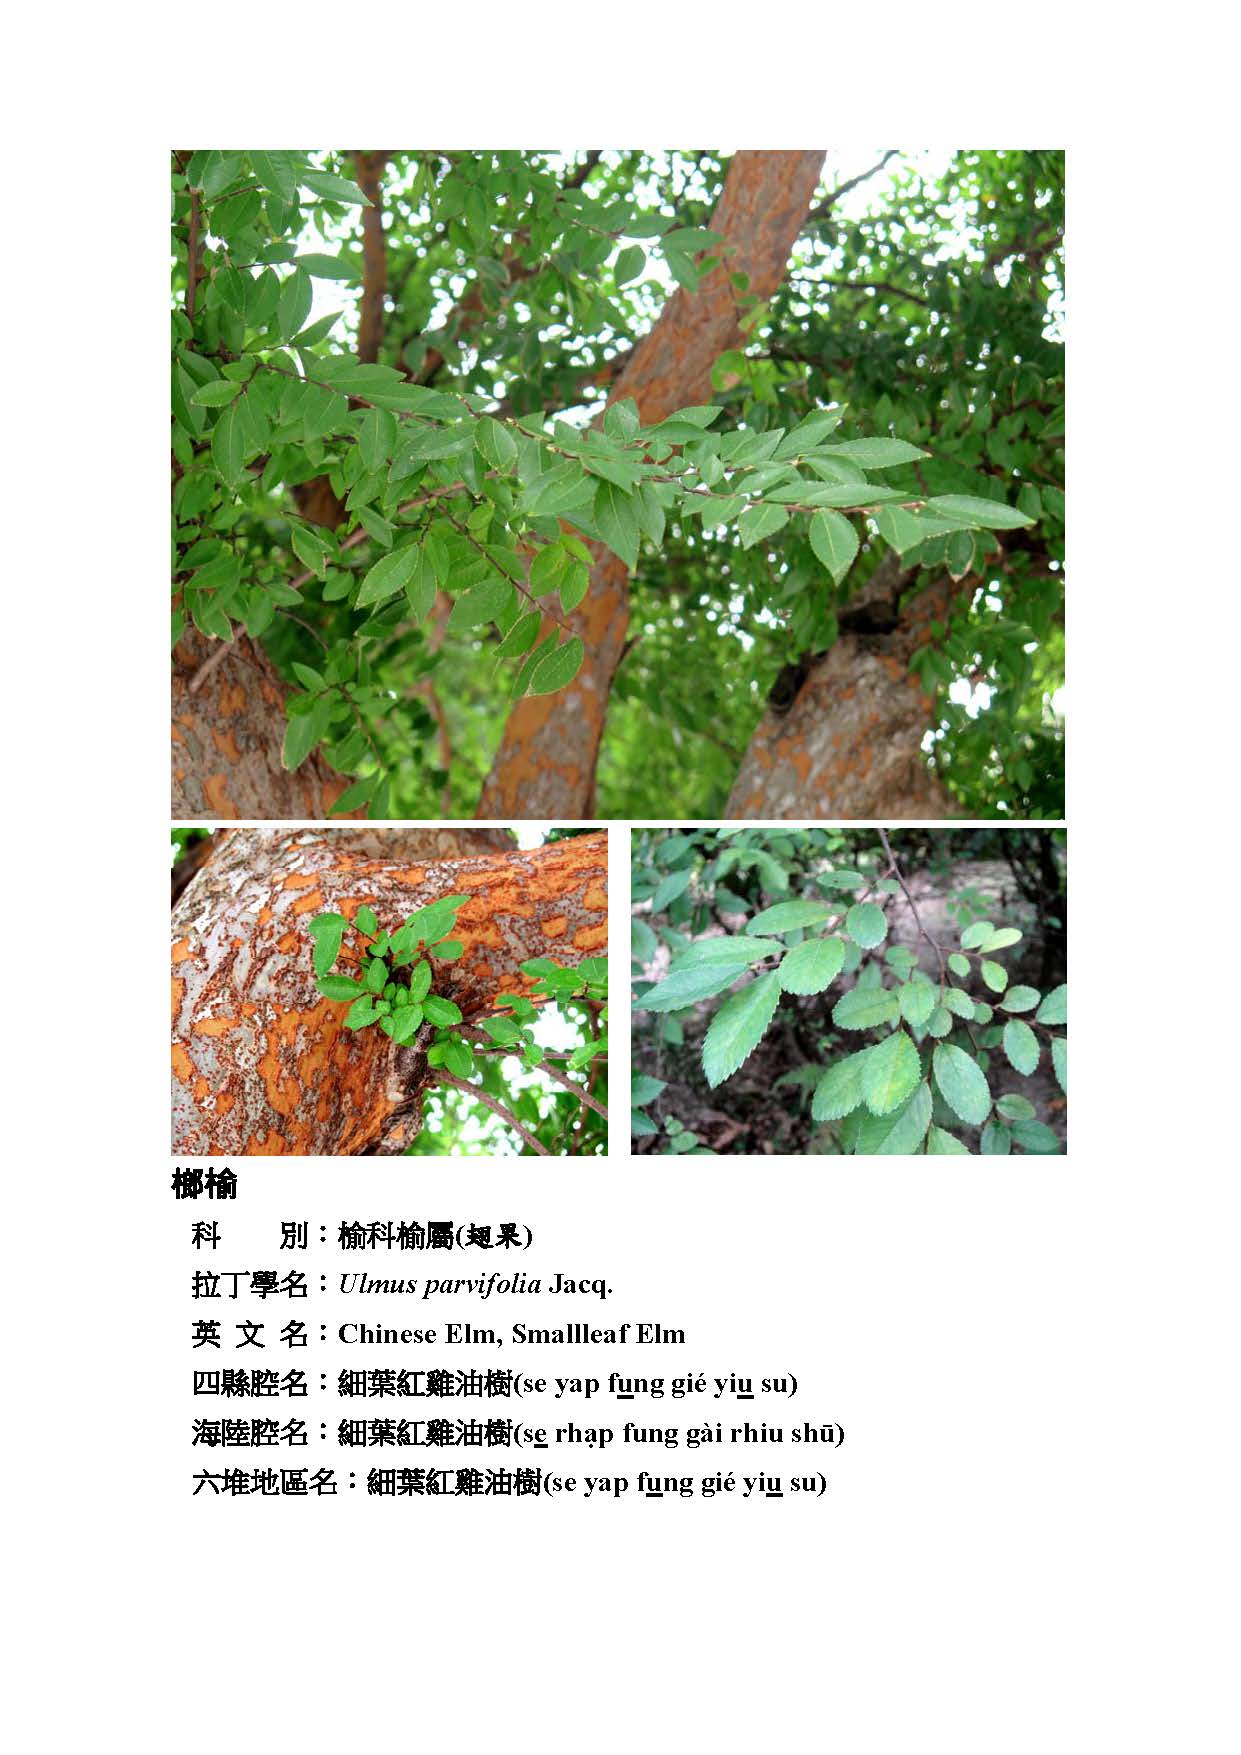 榔榆
科　　別：榆科榆屬(翅果)
拉丁學名：Ulmus parvifolia Jacq.
英 文 名：Chinese Elm, Smallleaf Elm
四縣腔名：細葉紅雞油樹(se yap fung gié yiu su)
海陸腔名：細葉紅雞油樹(se rhạp fung gài rhiu shū)
六堆地區名：細葉紅雞油樹(se yap fung gié yiu su)